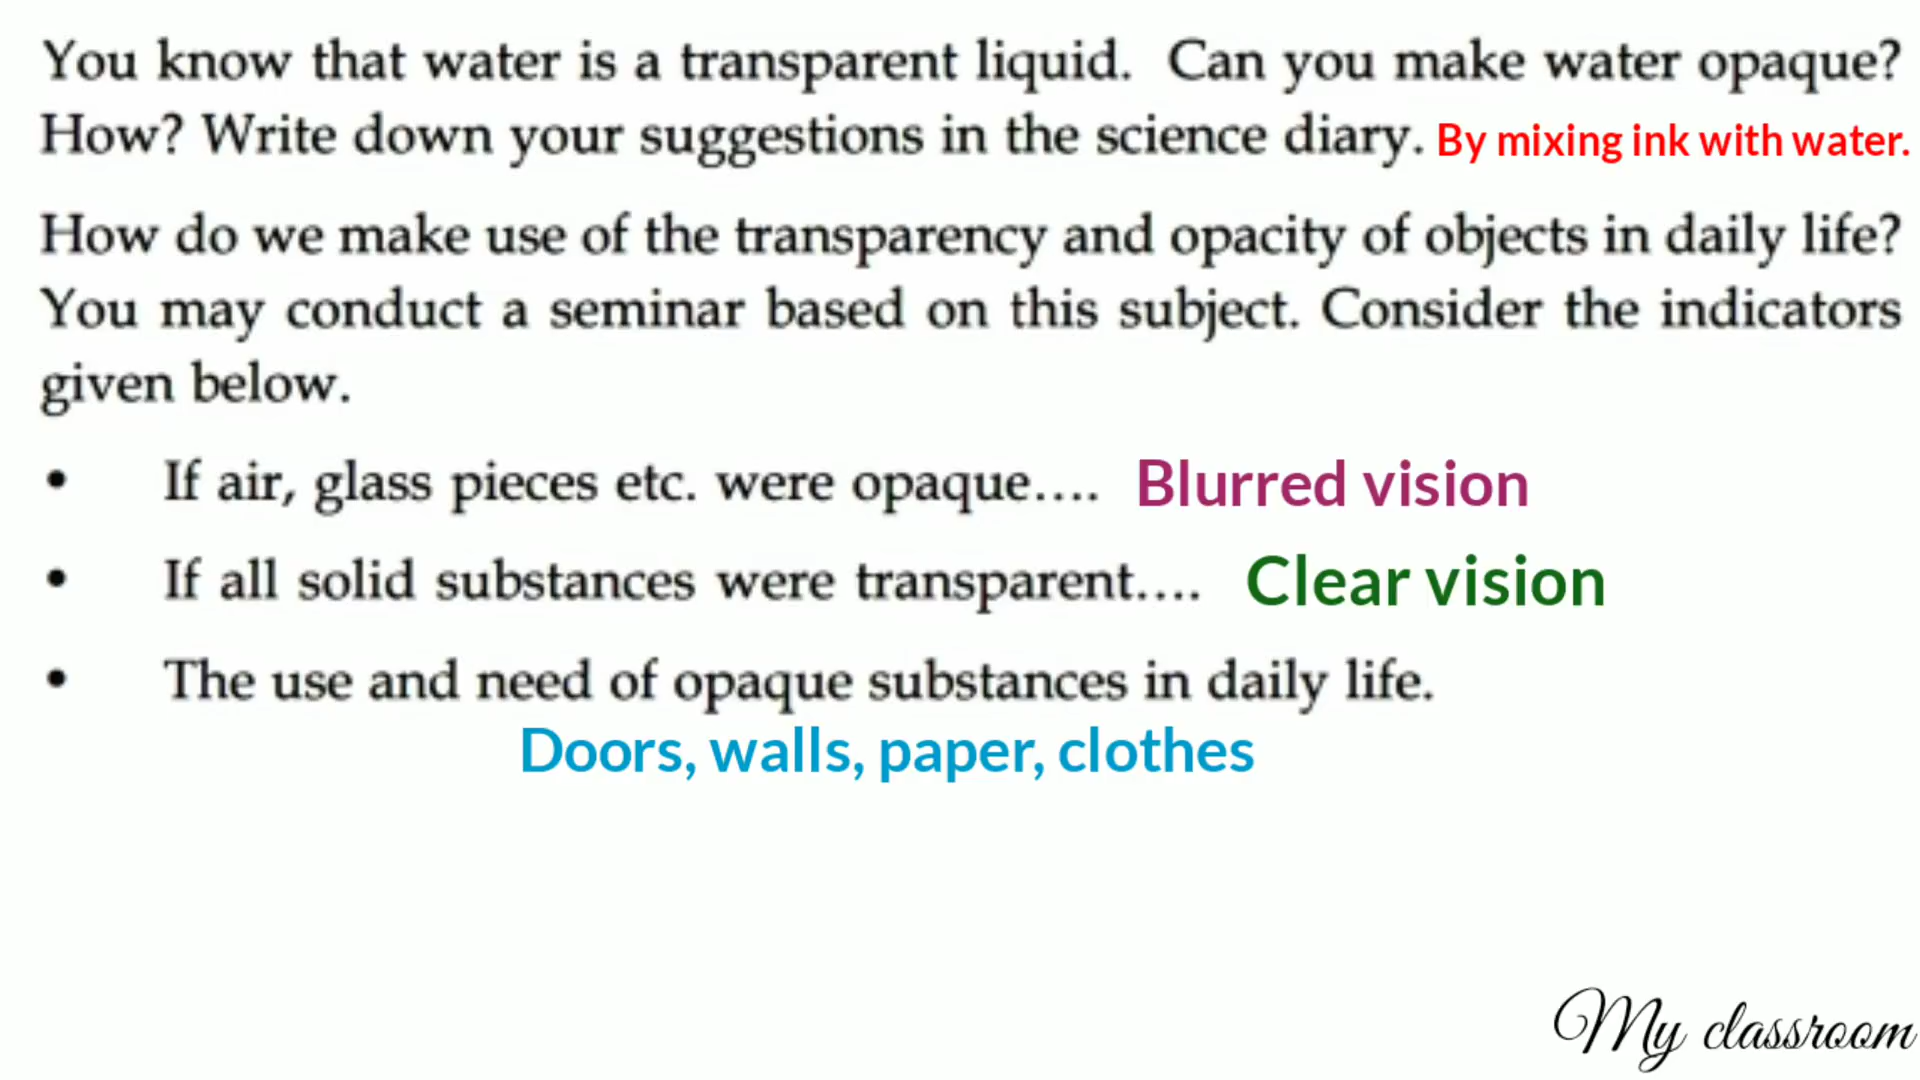 You know that water is a transparent liquid. Can you make water opaque?
How? Write down your suggestions in the science diary. By mixing ink with water.
How do we make use of the transparency and opacity of objects in daily life?
You may conduct a seminar based on this subject. Consider the indicators
given below.
• If air, glass pieces etc. were opaque.... Blurred vision
• If all solid substances were transparent.... Clear vision
• The use and need of opaque substances in daily life.
Doors, walls, paper, clothes
My classroom